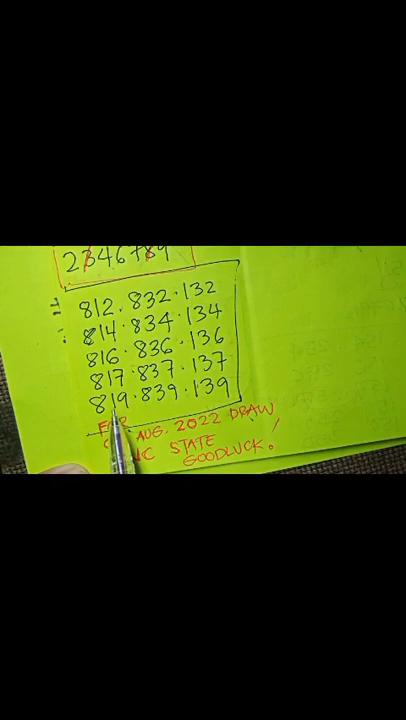 2346789
812.832.132
814.834.134
816.836.136
817.837.137
819.839.139
FOR
AUG. 2022 DRAW
STATE
GOODLUCK!